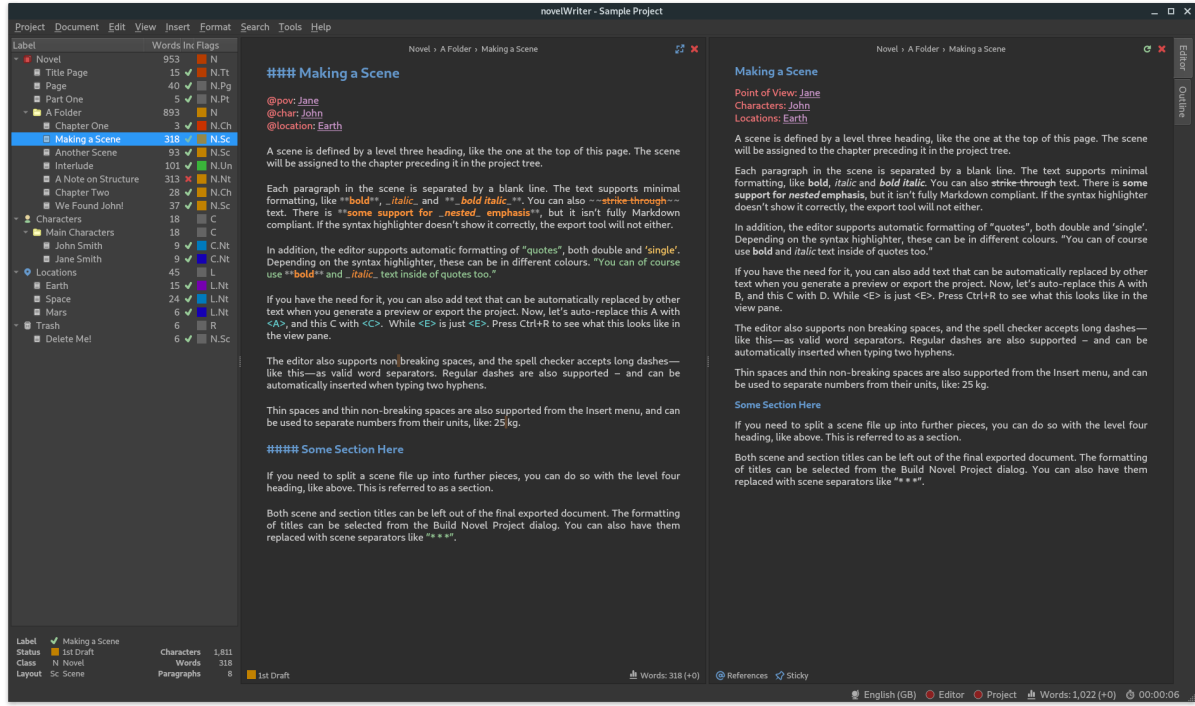 novelWriter - Sample Project
Project Document Edit View Insert Format Search Tools Help
Label Words Inc Flags
Novel 953 N
Title Page 15 N.Tt
Page 40 N.Pg
Part One 5 N.Pt
A Folder 893 N
Chapter One 3 N.Ch
Making a Scene 318 N.Sc
Another Scene 93 N.Sc
Interlude 101 N.Un
A Note on Structure 313 N.Nt
Chapter Two 28 N.Ch
We Found John! 37 N.Sc
Characters 18 C
Main Characters 18 C
John Smith 9 C.Nt
Jane Smith 9 C.Nt
Locations 45 L
Earth 15 L.Nt
Space 24 L.Nt
Mars 6 L.Nt
Trash 6 R
Delete Me! 6 N.Sc
Label Making a Scene
Status 1st Draft Characters 1,811
Class N Novel Words 318
Layout Sc Scene Paragraphs 8
Novel › A Folder › Making a Scene
### Making a Scene
@pov: Jane
@char: John
@location: Earth
A scene is defined by a level three heading, like the one at the top of this page. The scene
will be assigned to the chapter preceding it in the project tree.
Each paragraph in the scene is separated by a blank line. The text supports minimal
formatting, like **bold**, _italic_ and **_bold italic_**. You can also ~~strike through~~
text. There is **some support for _nested_ emphasis**, but it isn’t fully Markdown
compliant. If the syntax highlighter doesn’t show it correctly, the export tool will not either.
In addition, the editor supports automatic formatting of “quotes”, both double and ‘single’.
Depending on the syntax highlighter, these can be in different colours. “You can of course
use **bold** and _italic_ text inside of quotes too.”
If you have the need for it, you can also add text that can be automatically replaced by other
text when you generate a preview or export the project. Now, let’s auto-replace this A with
<A>, and this C with <C>. While <E> is just <E>. Press Ctrl+R to see what this looks like in
the view pane.
The editor also supports non breaking spaces, and the spell checker accepts long dashes—
like this—as valid word separators. Regular dashes are also supported – and can be
automatically inserted when typing two hyphens.
Thin spaces and thin non-breaking spaces are also supported from the Insert menu, and can
be used to separate numbers from their units, like: 25 kg.
#### Some Section Here
If you need to split a scene file up into further pieces, you can do so with the level four
heading, like above. This is referred to as a section.
Both scene and section titles can be left out of the final exported document. The formatting
of titles can be selected from the Build Novel Project dialog. You can also have them
replaced with scene separators like “* * *”.
1st Draft Words: 318 (+0)
Novel › A Folder › Making a Scene
Making a Scene
Point of View: Jane
Characters: John
Locations: Earth
A scene is defined by a level three heading, like the one at the top of this page. The scene
will be assigned to the chapter preceding it in the project tree.
Each paragraph in the scene is separated by a blank line. The text supports minimal
formatting, like bold, italic and bold italic. You can also strike through text. There is some
support for nested emphasis, but it isn’t fully Markdown compliant. If the syntax highlighter
doesn’t show it correctly, the export tool will not either.
In addition, the editor supports automatic formatting of “quotes”, both double and ‘single’.
Depending on the syntax highlighter, these can be in different colours. “You can of course
use bold and italic text inside of quotes too.”
If you have the need for it, you can also add text that can be automatically replaced by other
text when you generate a preview or export the project. Now, let’s auto-replace this A with
B, and this C with D. While <E> is just <E>. Press Ctrl+R to see what this looks like in the
view pane.
The editor also supports non breaking spaces, and the spell checker accepts long dashes—
like this—as valid word separators. Regular dashes are also supported – and can be
automatically inserted when typing two hyphens.
Thin spaces and thin non-breaking spaces are also supported from the Insert menu, and can
be used to separate numbers from their units, like: 25 kg.
Some Section Here
If you need to split a scene file up into further pieces, you can do so with the level four
heading, like above. This is referred to as a section.
Both scene and section titles can be left out of the final exported document. The formatting
of titles can be selected from the Build Novel Project dialog. You can also have them
replaced with scene separators like “* * *”.
References Sticky
Editor
Outline
English (GB) Editor Project Words: 1,022 (+0) 00:00:06